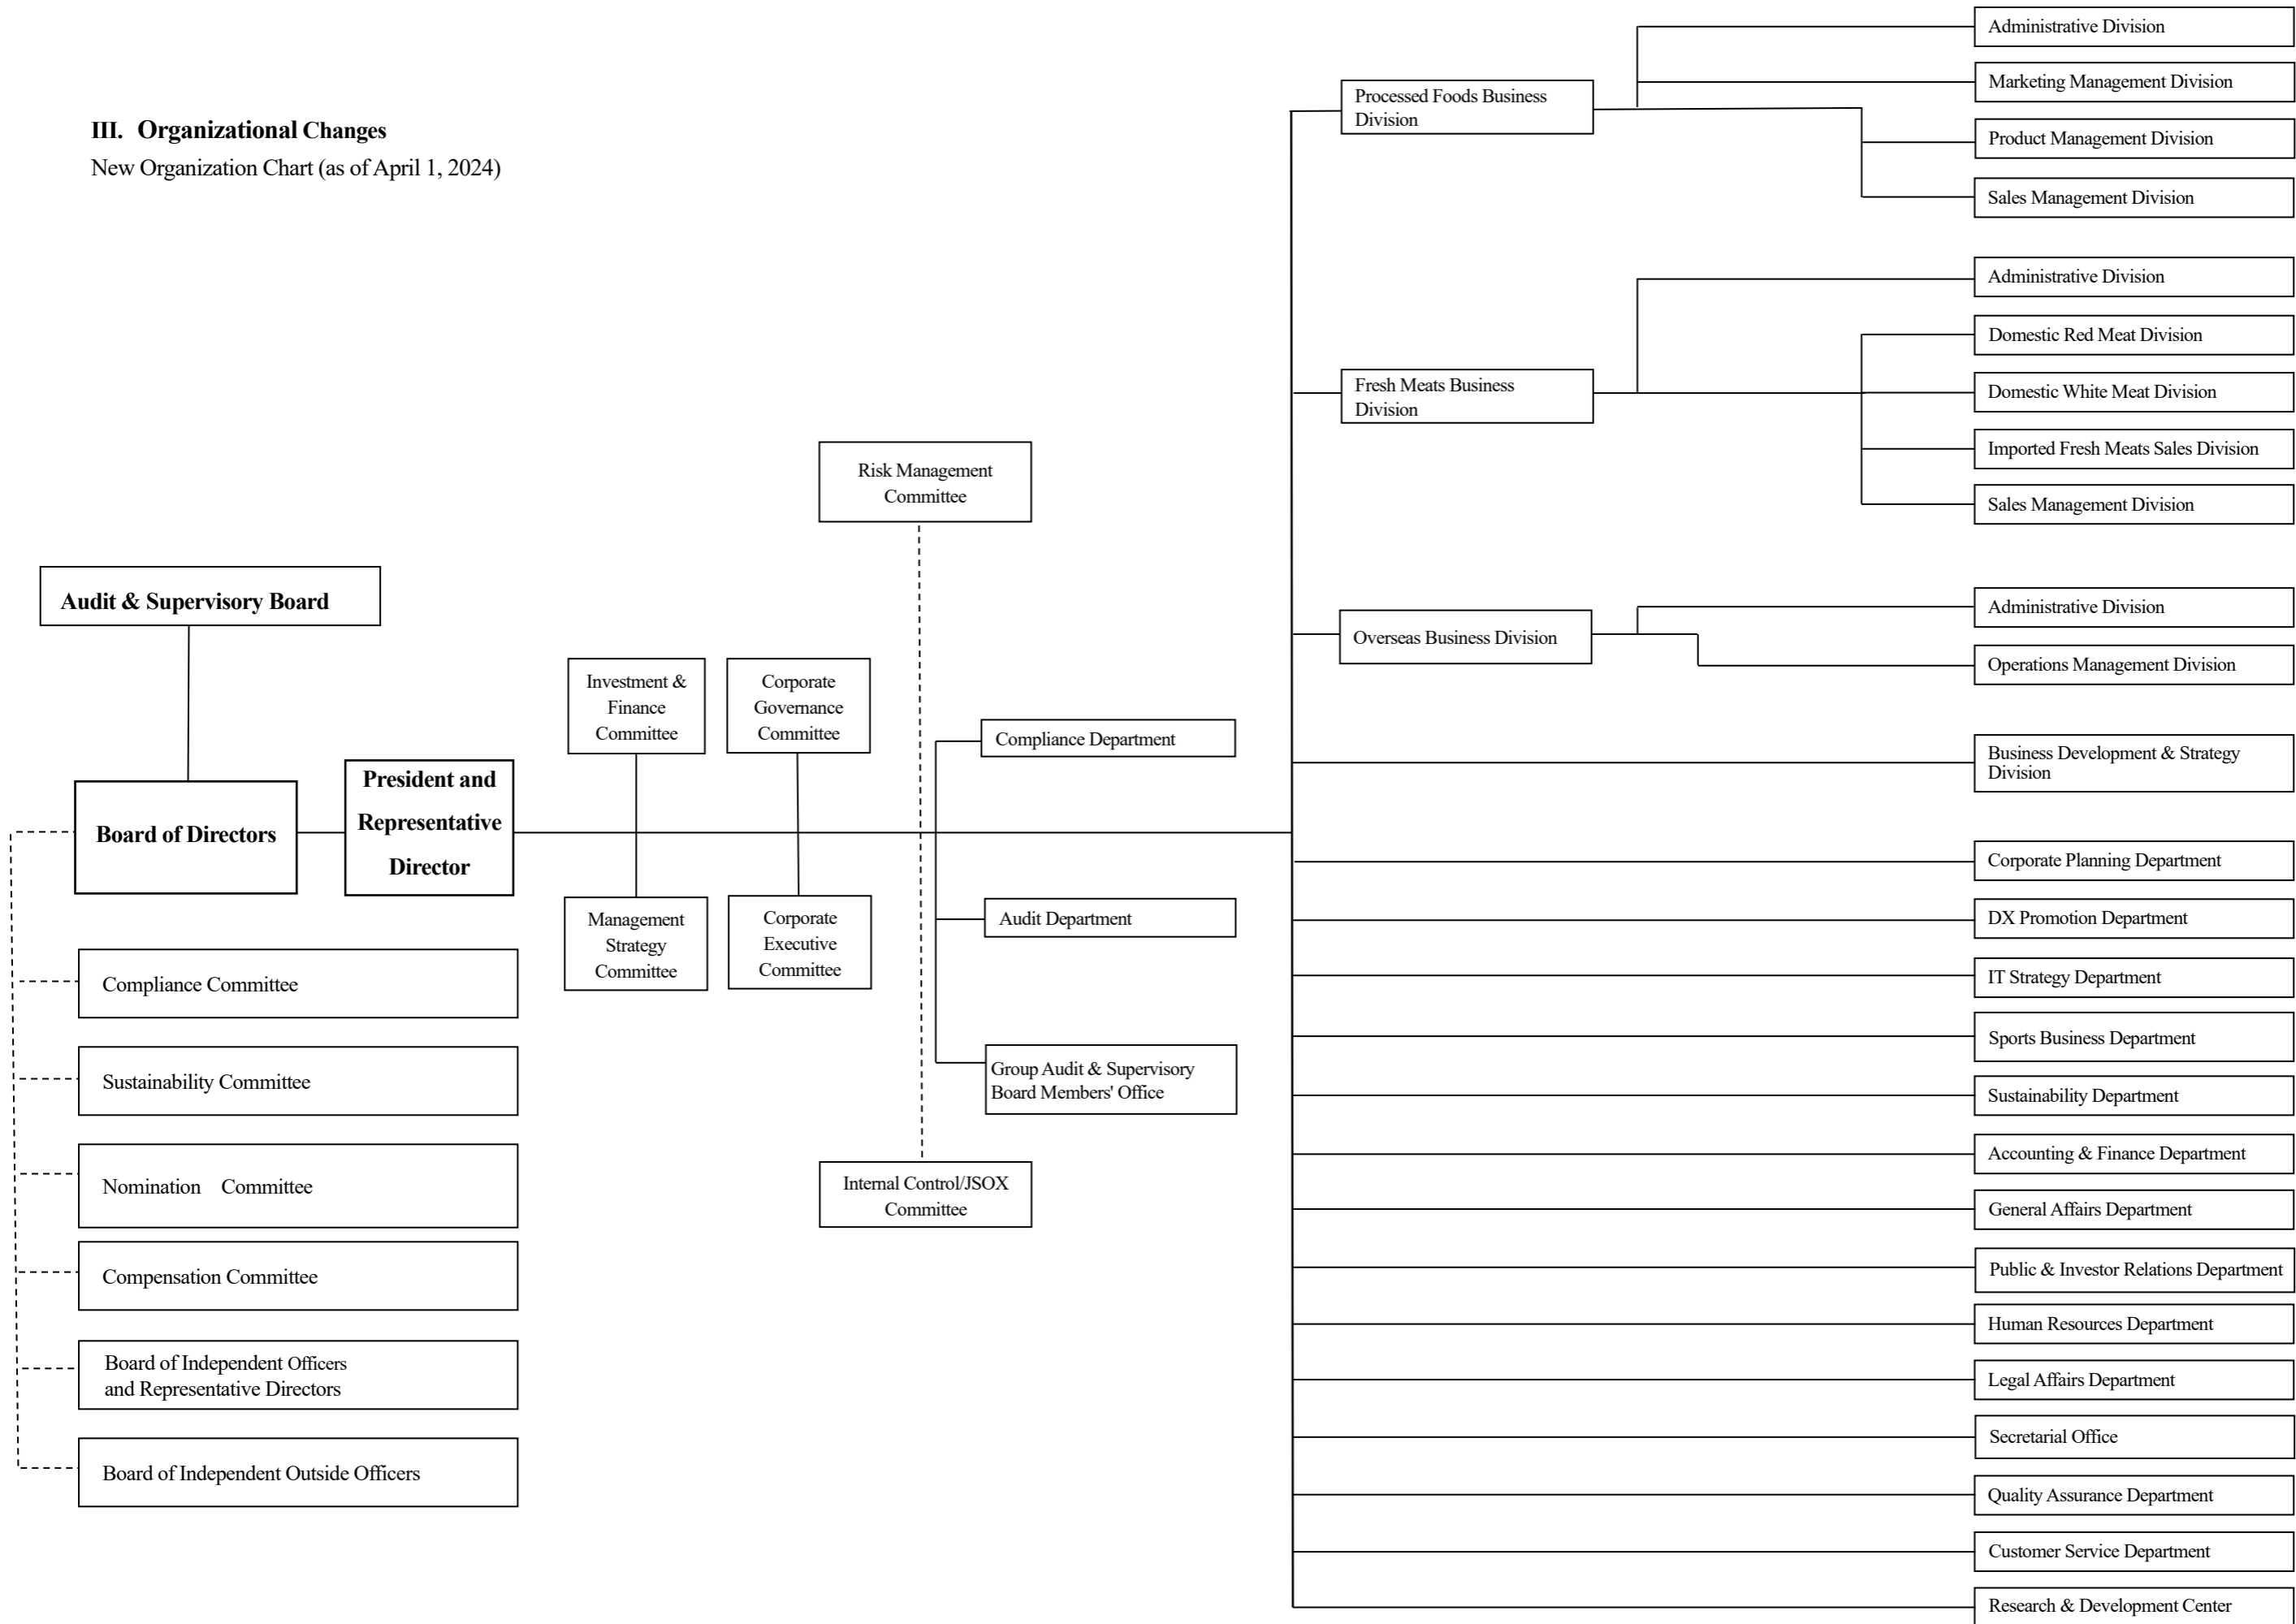 III. Organizational Changes
New Organization Chart (as of April 1, 2024)
Audit & Supervisory Board
Board of Directors
President and
Representative
Director
Compliance Committee
Sustainability Committee
Nomination Committee
Compensation Committee
Board of Independent Officers
and Representative Directors
Board of Independent Outside Officers
Investment &
Finance
Committee
Corporate
Governance
Committee
Management
Strategy
Committee
Corporate
Executive
Committee
Risk Management
Committee
Compliance Department
Audit Department
Group Audit & Supervisory
Board Members' Office
Internal Control/JSOX
Committee
Processed Foods Business
Division
Administrative Division
Marketing Management Division
Product Management Division
Sales Management Division
Fresh Meats Business
Division
Administrative Division
Domestic Red Meat Division
Domestic White Meat Division
Imported Fresh Meats Sales Division
Sales Management Division
Overseas Business Division
Administrative Division
Operations Management Division
Business Development & Strategy
Division
Corporate Planning Department
DX Promotion Department
IT Strategy Department
Sports Business Department
Sustainability Department
Accounting & Finance Department
General Affairs Department
Public & Investor Relations Department
Human Resources Department
Legal Affairs Department
Secretarial Office
Quality Assurance Department
Customer Service Department
Research & Development Center